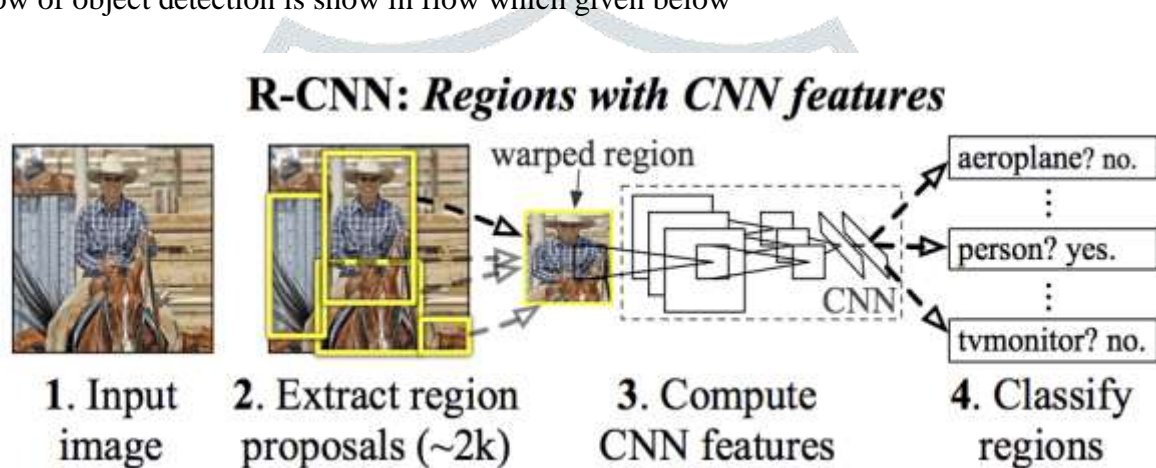 of object detection is show in flow which given below
R-CNN: Regions with CNN features
warped region
aeroplane? no.
person? yes.
CNN
tvmonitor? no.
1. Input
image
2. Extract region
proposals (~2k)
3. Compute
CNN features
4. Classify
regions